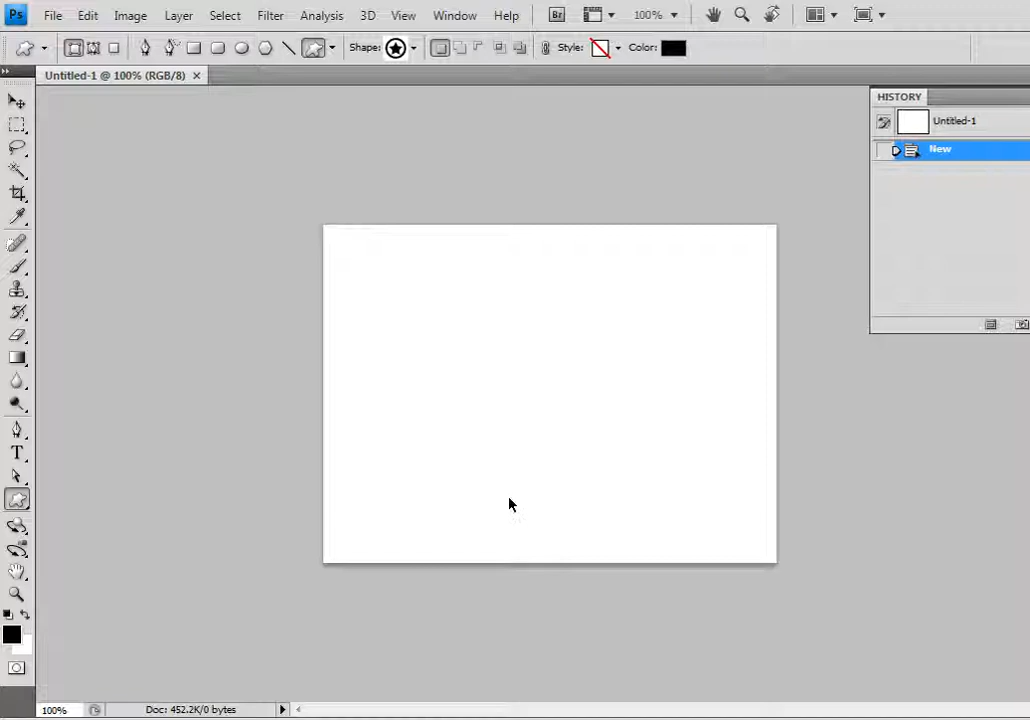 Ps File Edit Image Layer Select Filter Analysis 3D View Window Help Br 100%
Shape: Style: Color:
Untitled-1 @ 100% (RGB/8) ×
HISTORY
Untitled-1
New
T
100% Doc: 452.2K/0 bytes